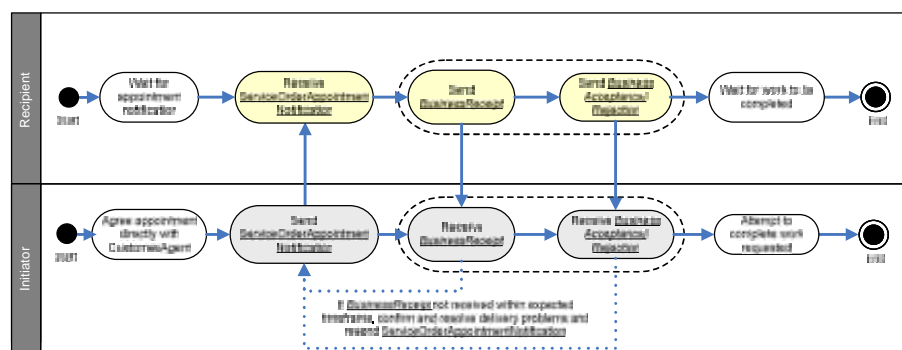 Recipient
Start
Wait for
appointment
notification
Receive
ServiceOrderAppointment
Notification
Send
BusinessReceipt
Send Business
Acceptance/
Rejection
Wait for work to be
completed
End
Initiator
Start
Agree appointment
directly with
CustomerAgent
Send
ServiceOrderAppointment
Notification
Receive
BusinessReceipt
Receive Business
Acceptance/
Rejection
Attempt to
complete work
requested
End
If BusinessReceipt not received within expected
timeframe, confirm and resolve delivery problems and
resend ServiceOrderAppointmentNotification